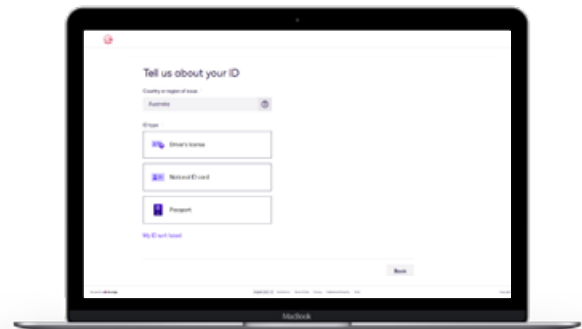 Tell us about your ID
Country or region of issue
Australia
ID type
Driver's license
National ID card
Passport
My ID isn't listed
Back
MacBook